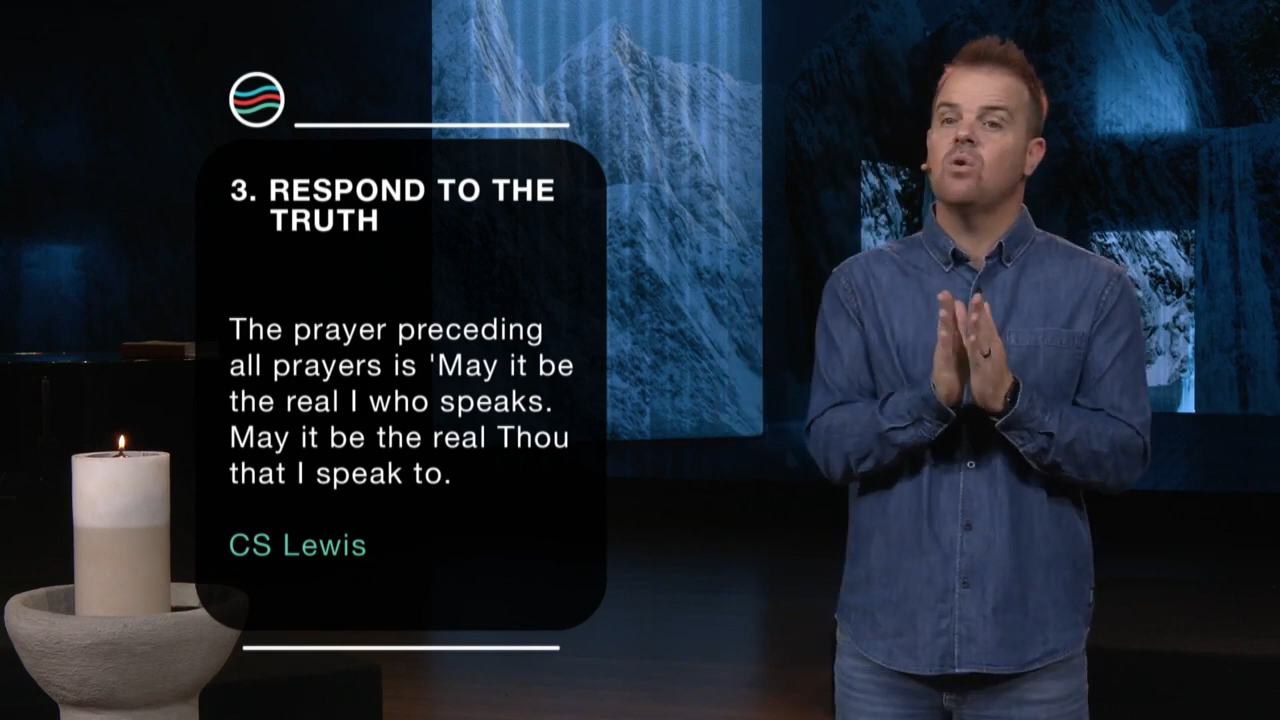 3. RESPOND TO THE
TRUTH
The prayer preceding
all prayers is 'May it be
the real I who speaks.
May it be the real Thou
that I speak to.
CS Lewis